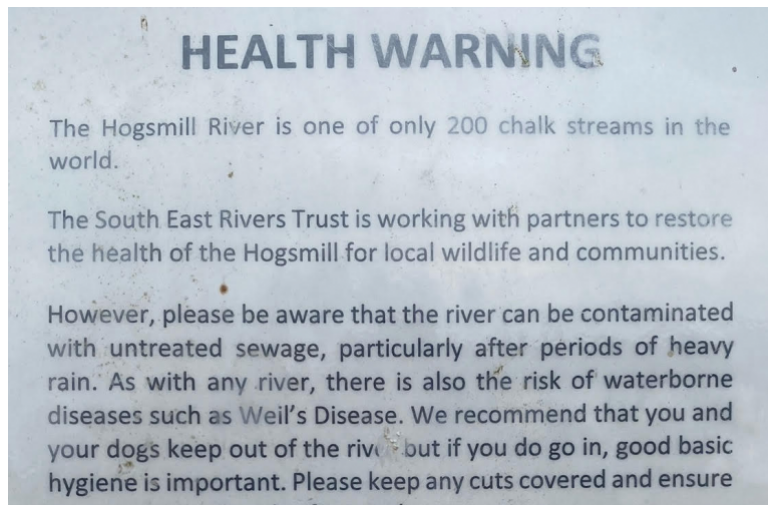 HEALTH WARNING
The Hogsmill River is one of only 200 chalk streams in the
world.
The South East Rivers Trust is working with partners to restore
the health of the Hogsmill for local wildlife and communities.
However, please be aware that the river can be contaminated
with untreated sewage, particularly after periods of heavy
rain. As with any river, there is also the risk of waterborne
diseases such as Weil's Disease. We recommend that you and
your dogs keep out of the river but if you do go in, good basic
hygiene is important. Please keep any cuts covered and ensure